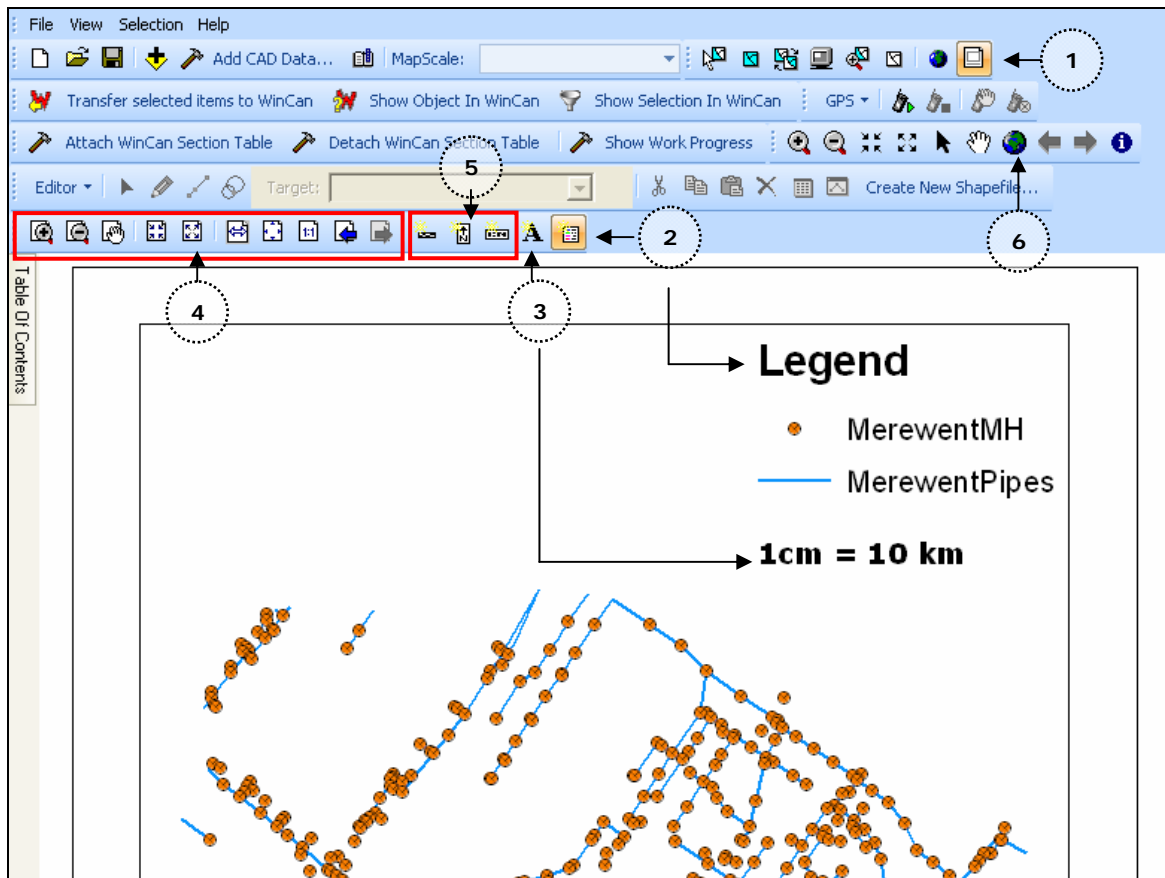 File View Selection Help
Add CAD Data... MapScale:
1
Transfer selected items to WinCan Show Object In WinCan Show Selection In WinCan GPS
Attach WinCan Section Table Detach WinCan Section Table Show Work Progress
5
Editor Target: Create New Shapefile...
1:1 N A
2
6
Table Of Contents
4
3
Legend
MerewentMH
MerewentPipes
1cm = 10 km